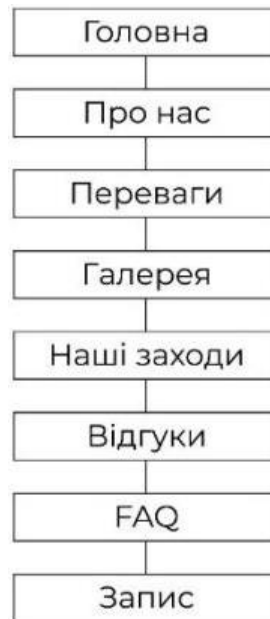 Головна
Про нас
Переваги
Галерея
Наші заходи
Відгуки
FAQ
Запис